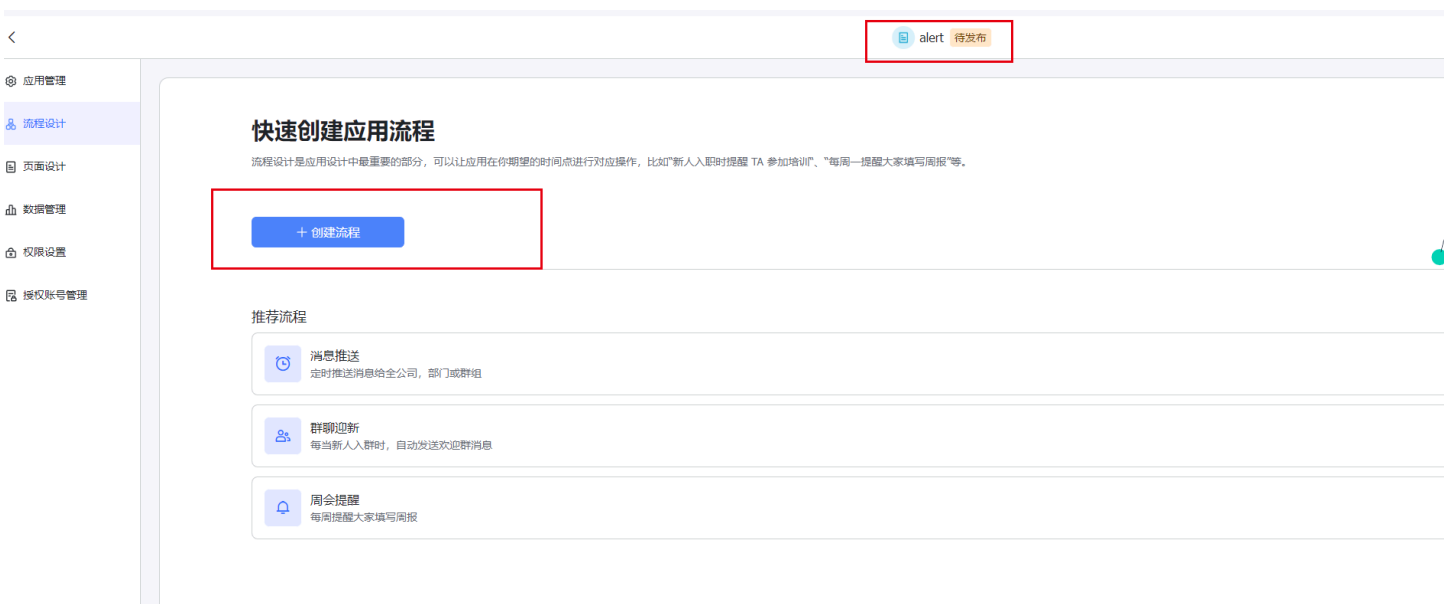 alert 待发布
应用管理
流程设计
页面设计
数据管理
权限设置
授权账号管理
快速创建应用流程
流程设计是应用设计中最重要的部分，可以让应用在你期望的时间点进行对应操作，比如"新人入职时提醒 TA 参加培训"、"每周一提醒大家填写周报"等。
+ 创建流程
推荐流程
消息推送
定时推送消息给全公司，部门或群组
群聊迎新
每当新人入群时，自动发送欢迎群消息
周会提醒
每周提醒大家填写周报